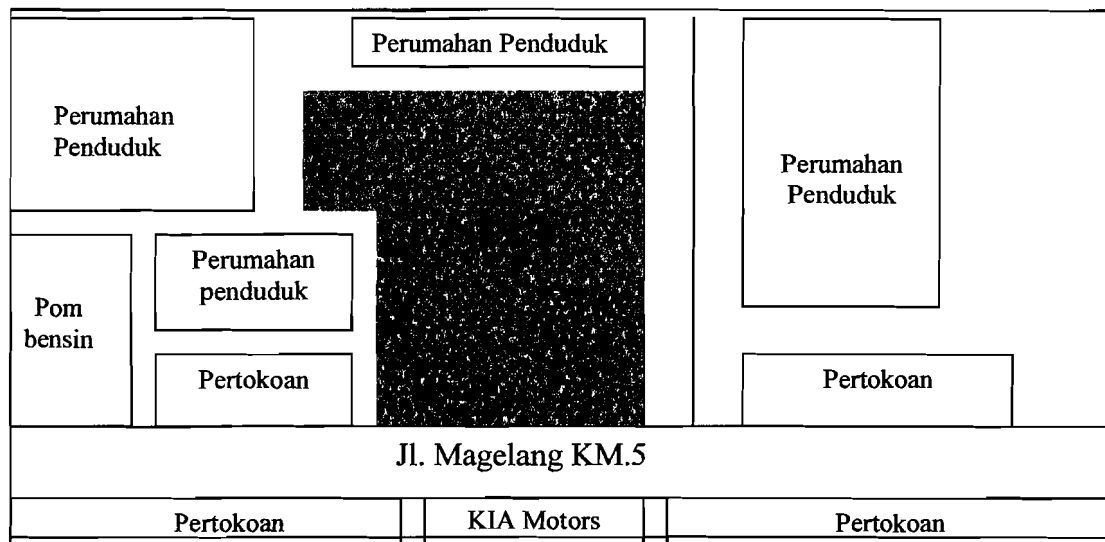 Perumahan Penduduk
Perumahan
Penduduk
Perumahan
Penduduk
Perumahan
penduduk
Pom
bensin
Pertokoan
Pertokoan
Jl. Magelang KM.5
Pertokoan
KIA Motors
Pertokoan